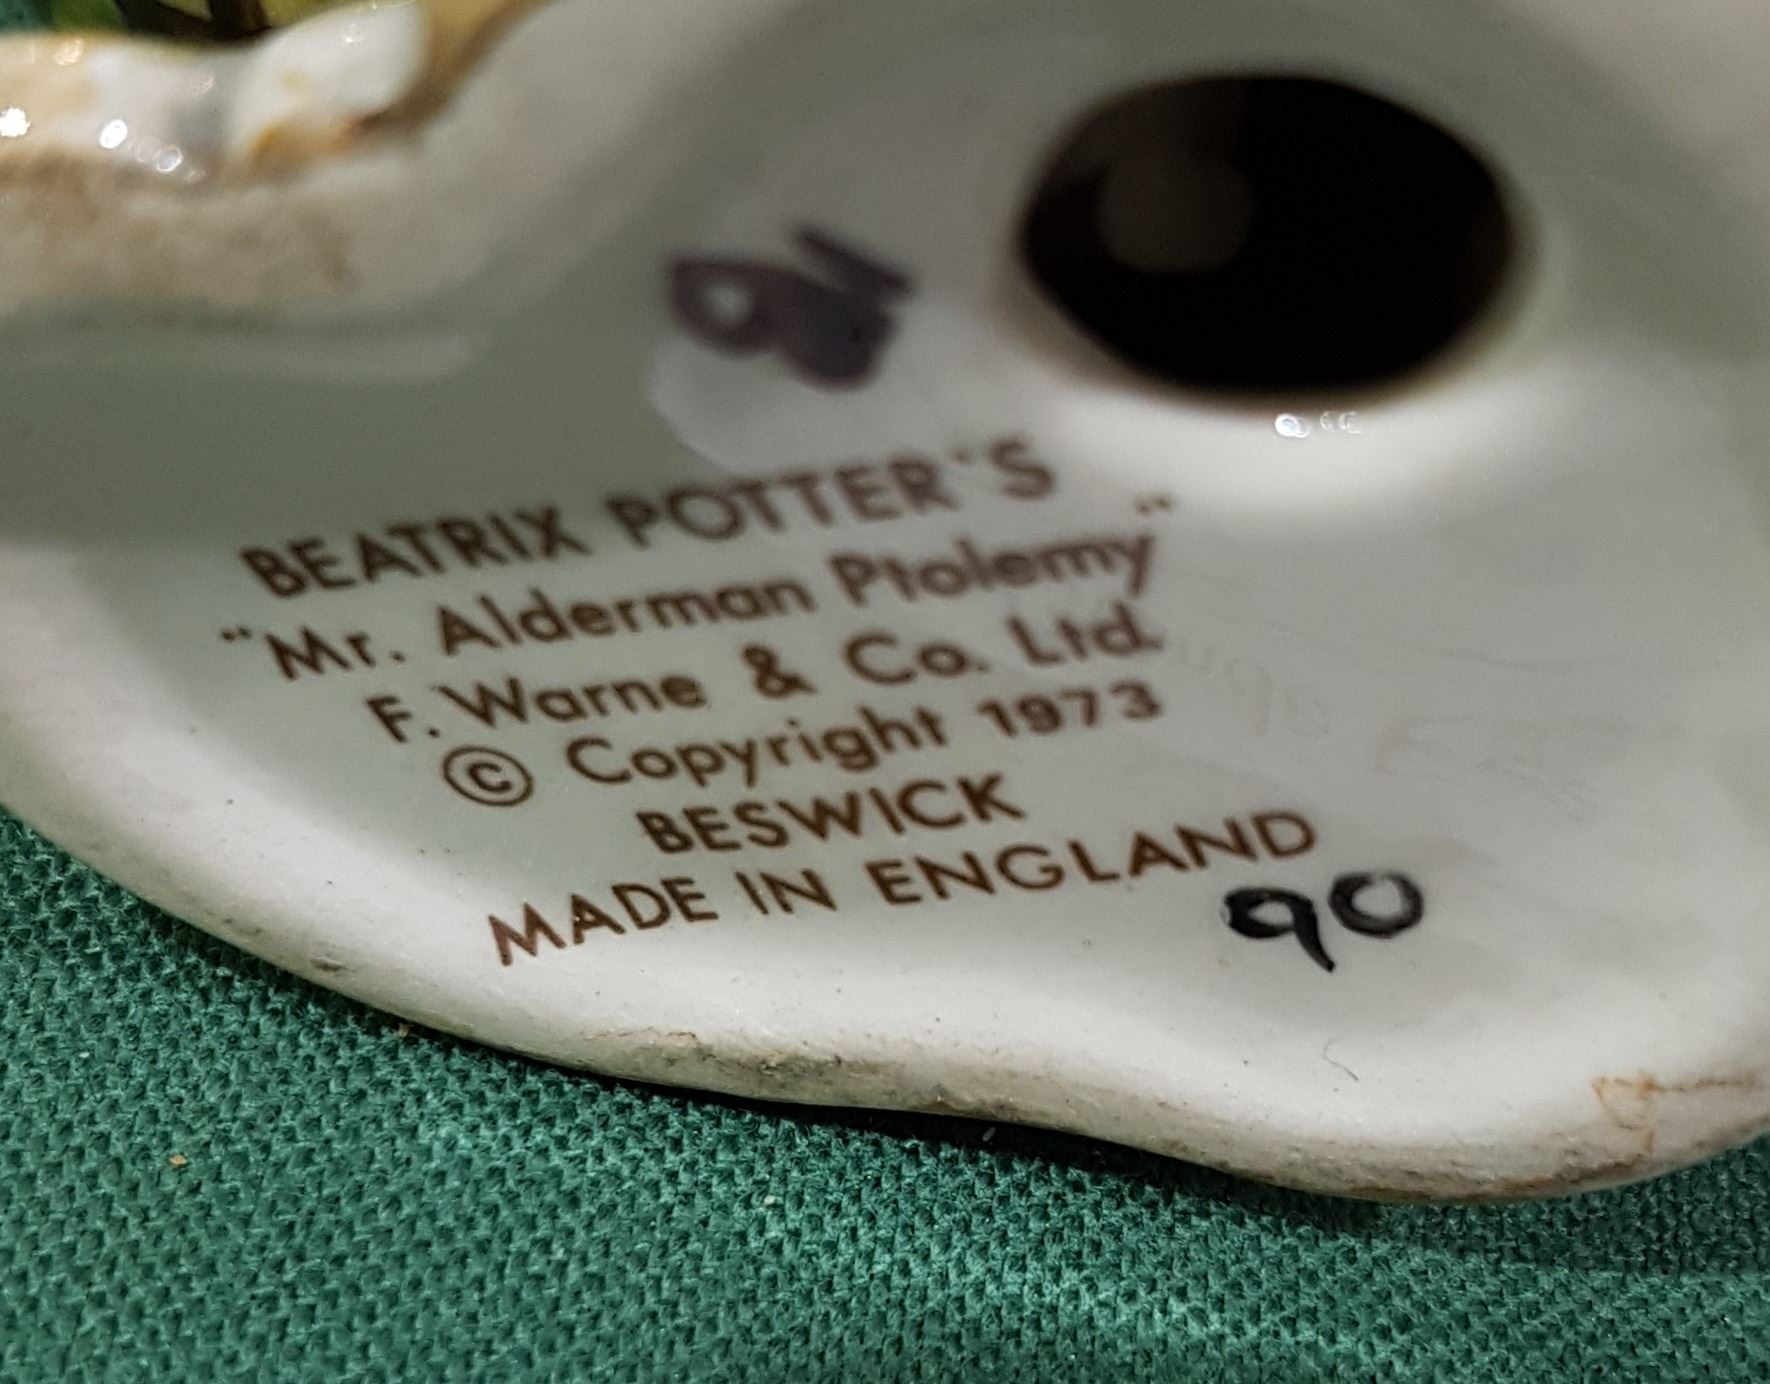 BEATRIX POTTER'S
"Mr. Alderman Ptolemy"
F. Warne & Co. Ltd.
© Copyright 1973
BESWICK
MADE IN ENGLAND
90